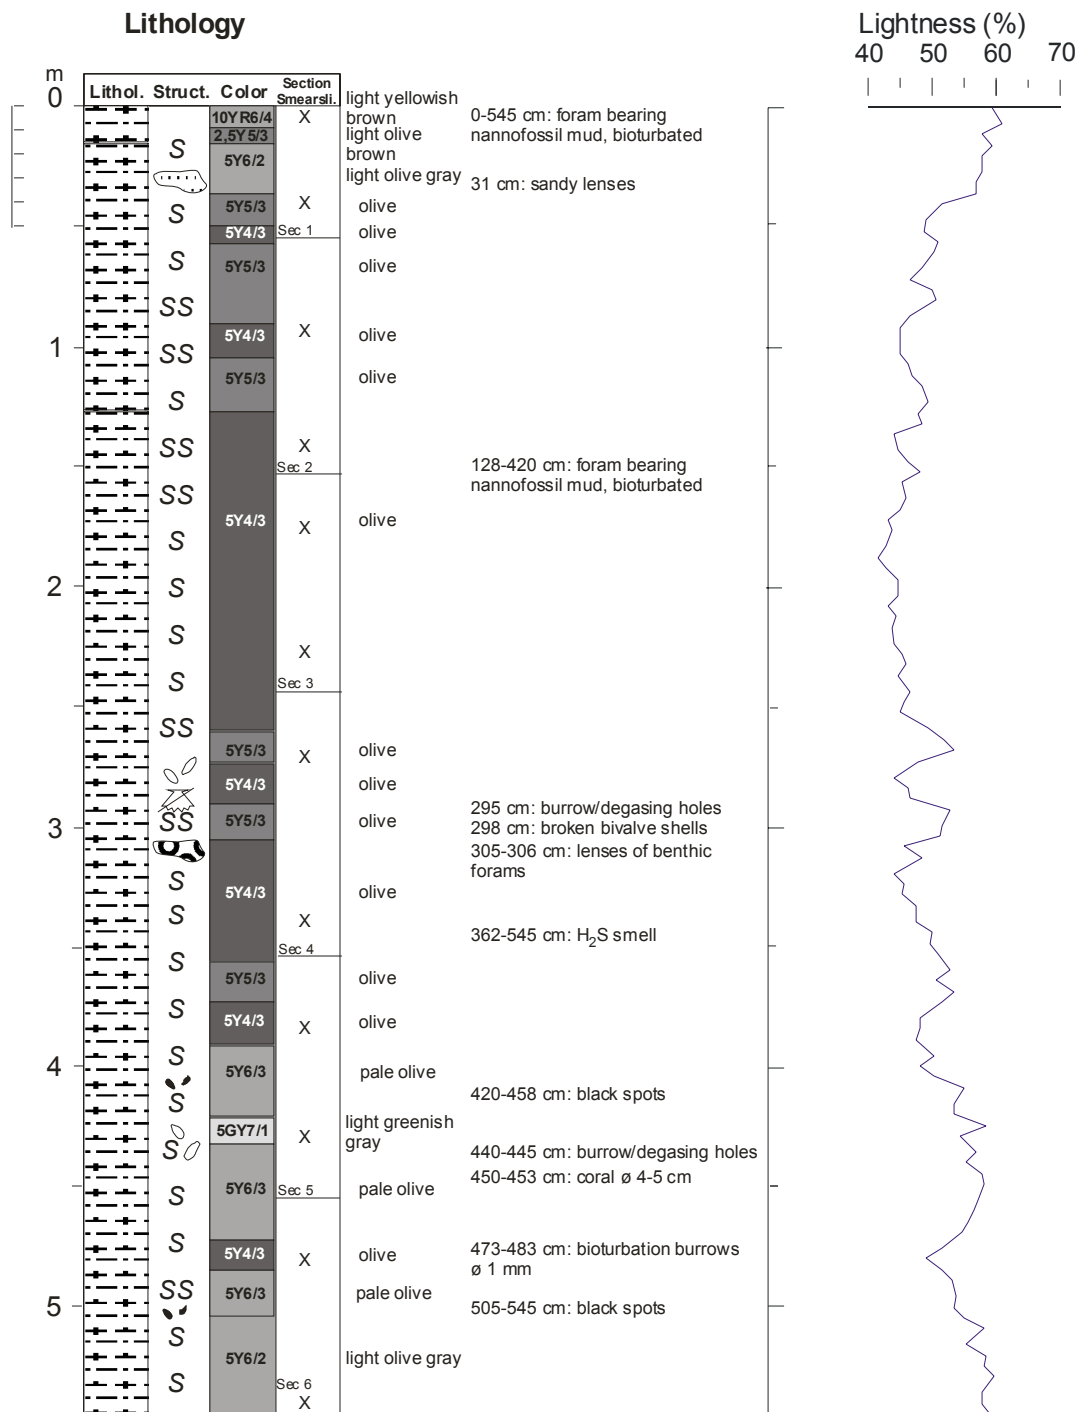 Lithology
Lightness (%)
40 50 60 70
m
0
Lithol. Struct. Color Section Smearsli.
10YR6/4
light yellowish
brown
X
0-545 cm: foram bearing
nannofossil mud, bioturbated
2,5Y5/3
light olive
brown
S
5Y6/2
light olive gray
31 cm: sandy lenses
S
5Y5/3
X
olive
5Y4/3
Sec 1
olive
S
5Y5/3
olive
SS
5Y4/3
X
olive
1
SS
5Y5/3
olive
S
SS
X
Sec 2
128-420 cm: foram bearing
nannofossil mud, bioturbated
SS
5Y4/3
X
olive
S
2
S
S
X
S
Sec 3
SS
5Y5/3
X
olive
5Y4/3
olive
295 cm: burrow/degasing holes
3
SS
5Y5/3
olive
298 cm: broken bivalve shells
305-306 cm: lenses of benthic
forams
S
5Y4/3
olive
S
X
362-545 cm: H2S smell
Sec 4
S
5Y5/3
olive
S
5Y4/3
X
olive
4
S
5Y6/3
pale olive
S
420-458 cm: black spots
5GY7/1
X
light greenish
gray
S
440-445 cm: burrow/degasing holes
450-453 cm: coral ø 4-5 cm
S
5Y6/3
Sec 5
pale olive
S
5Y4/3
X
olive
473-483 cm: bioturbation burrows
ø 1 mm
SS
5Y6/3
pale olive
5
505-545 cm: black spots
S
5Y6/2
light olive gray
S
Sec 6
X